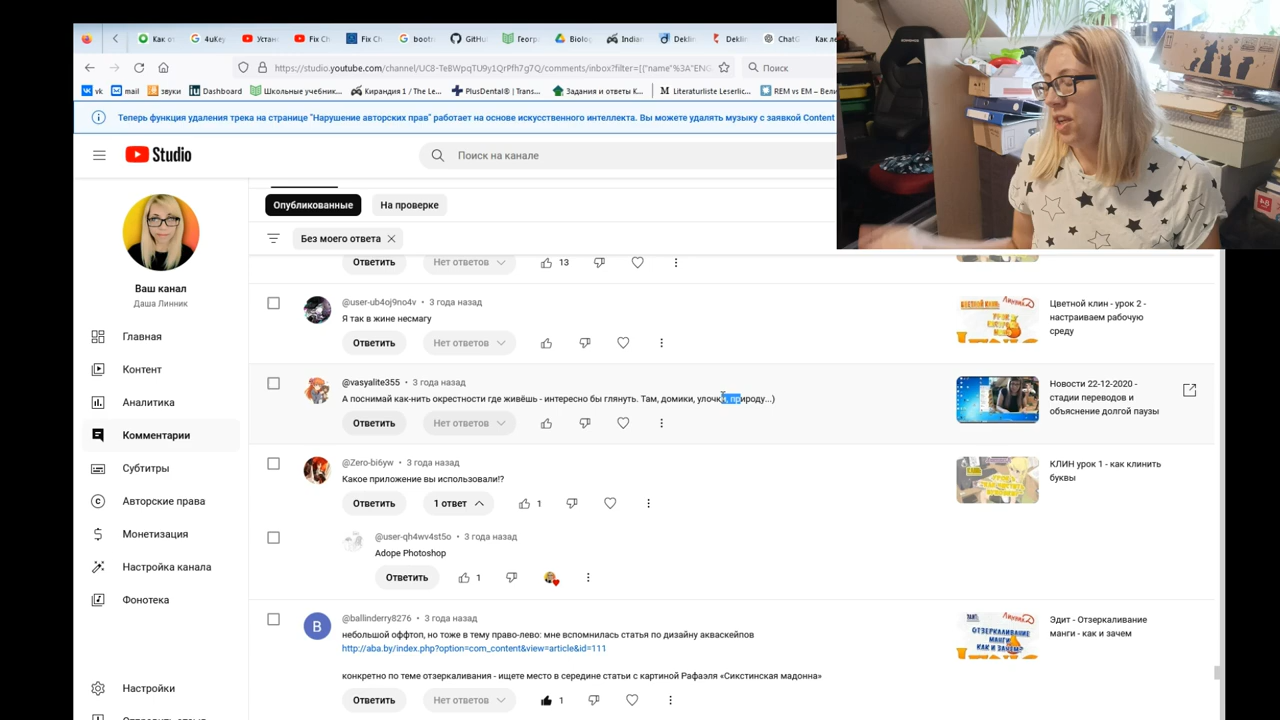 Как от
4uKey
Устан
Fix Ch
Fix Ch
bootn
GitHu
Геогр
Biolog
Indian
Deklin
Deklin
ChatG
Как ле
https://studio.youtube.com/channel/UC8-TeBWpqTU9y1QrPfh7g7Q/comments/inbox?filter=[{"name"%3A"ENG
Поиск
vk
mail
звуки
Dashboard
Школьные учебник...
Кирандия 1 / The Le...
PlusDental® | Trans...
Задания и ответы К...
Literaturliste Leserlic...
REM vs EM – Вели
Теперь функция удаления трека на странице "Нарушение авторских прав" работает на основе искусственного интеллекта. Вы можете удалять музыку с заявкой Content
Studio
Поиск на канале
Ваш канал
Даша Линник
Главная
Контент
Аналитика
Комментарии
Субтитры
Авторские права
Монетизация
Настройка канала
Фонотека
Настройки
Опубликованные
На проверке
Без моего ответа
Ответить
Нет ответов
13
@user-ub4oj9no4v • 3 года назад
Я так в жине несмагу
Ответить
Нет ответов
Цветной клин - урок 2 -
настраиваем рабочую
среду
@vasyalite355 • 3 года назад
А поснимай как-нить окрестности где живёшь - интересно бы глянуть. Там, домики, улочки, природу...)
Ответить
Нет ответов
Новости 22-12-2020 -
стадии переводов и
объяснение долгой паузы
@Zero-bi6yw • 3 года назад
Какое приложение вы использовали!?
Ответить
1 ответ
1
КЛИН урок 1 - как клинить
буквы
@user-qh4wv4st5o • 3 года назад
Adope Photoshop
Ответить
1
B
@ballinderry8276 • 3 года назад
небольшой оффтоп, но тоже в тему право-лево: мне вспомнилась статья по дизайну акваскейпов
http://aba.by/index.php?option=com_content&view=article&id=111
конкретно по теме отзеркаливания - ищете место в середине статьи с картиной Рафаэля «Сикстинская мадонна»
Ответить
Нет ответов
1
ОТЗЕРКАЛИВАНИЕ
Эдит - Отзеркаливание
манги - как и зачем